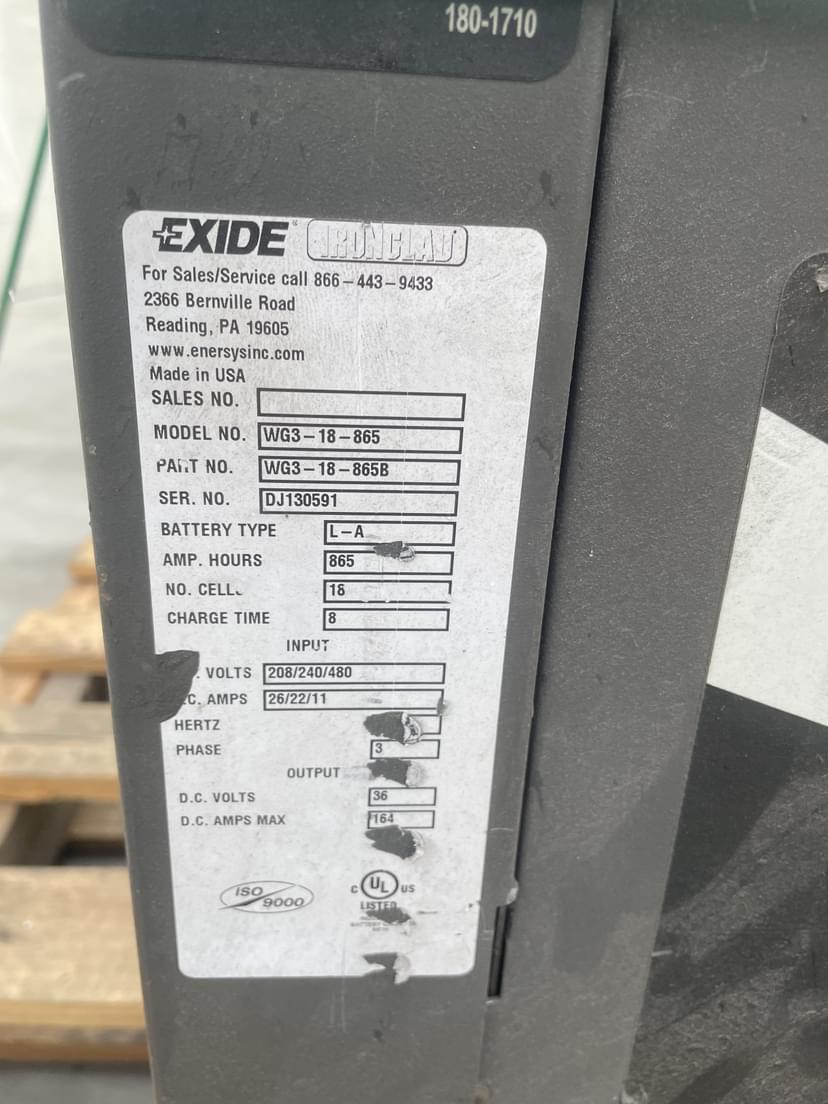 180-1710
EXIDE® IRONCLAD
For Sales/Service call 866-443-9433
2366 Bernville Road
Reading, PA 19605
www.enersysinc.com
Made in USA
SALES NO.
MODEL NO. WG3-18-865
PART NO. WG3-18-865B
SER. NO. DJ130591
BATTERY TYPE L-A
AMP. HOURS 865
NO. CELLS 18
CHARGE TIME 8
INPUT
VOLTS 208/240/480
.C. AMPS 26/22/11
HERTZ
PHASE 3
OUTPUT
D.C. VOLTS 36
D.C. AMPS MAX 164
ISO 9000
C UL US
LISTED